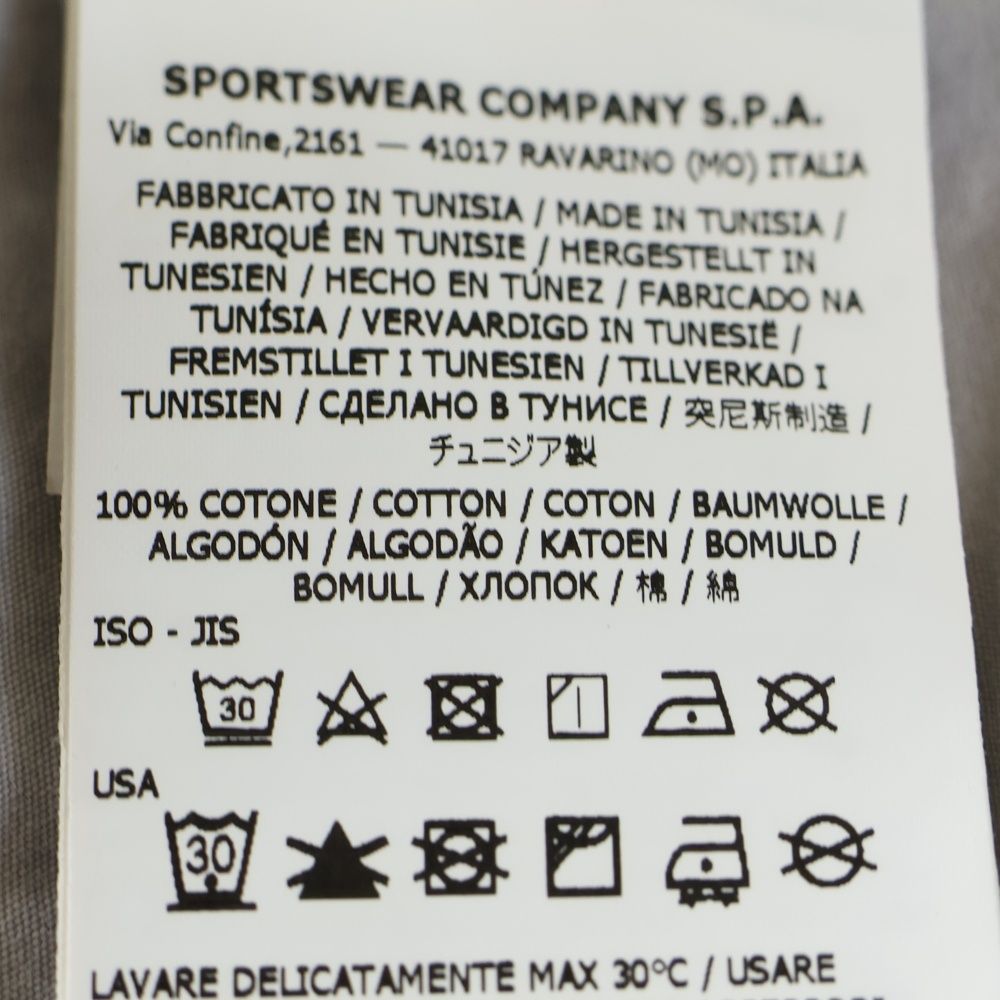 SPORTSWEAR COMPANY S.P.A.
Via Confine,2161 — 41017 RAVARINO (MO) ITALIA
FABBRICATO IN TUNISIA / MADE IN TUNISIA /
FABRIQUÉ EN TUNISIE / HERGESTELLT IN
TUNESIEN / HECHO EN TÚNEZ / FABRICADO NA
TUNÍSIA / VERVAARDIGD IN TUNESIË /
FREMSTILLET I TUNESIEN / TILLVERKAD I
TUNISIEN / СДЕЛАНО В ТУНИСЕ / 突尼斯制造 /
チュニジア製
100% COTONE / COTTON / COTON / BAUMWOLLE /
ALGODÓN / ALGODÃO / KATOEN / BOMULD /
BOMULL / ХЛОПОК / 棉 / 綿
ISO - JIS
30
USA
30
LAVARE DELICATAMENTE MAX 30°C / USARE